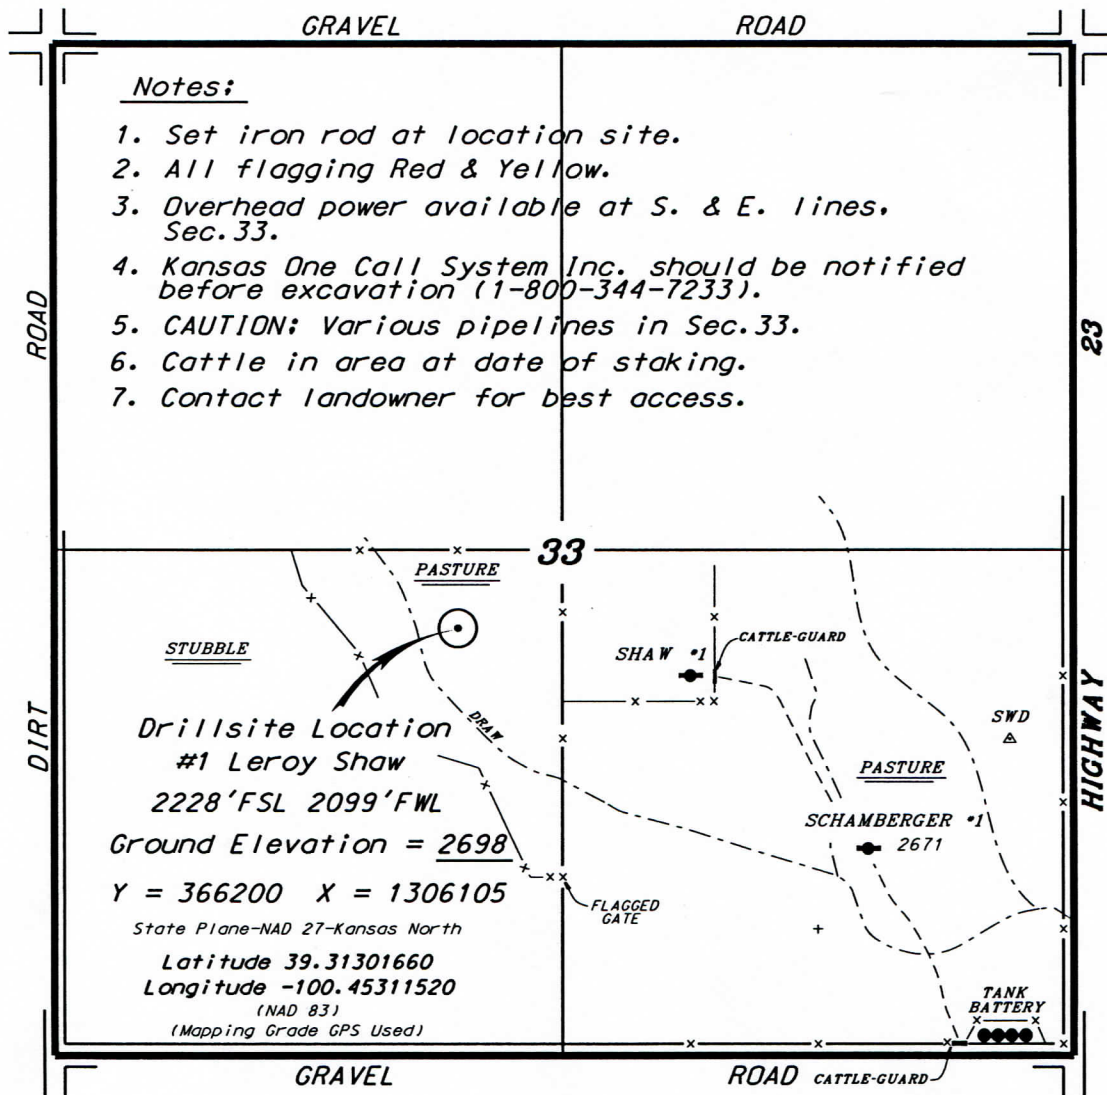 GRAVEL ROAD
Notes:
1. Set iron rod at location site.
2. All flagging Red & Yellow.
3. Overhead power available at S. & E. lines,
Sec.33.
4. Kansas One Call System Inc. should be notified
before excavation (1-800-344-7233).
5. CAUTION: Various pipelines in Sec.33.
6. Cattle in area at date of staking.
7. Contact landowner for best access.
ROAD
23
33
PASTURE
STUBBLE
SHAW #1
CATTLE-GUARD
DIRT
HIGHWAY
DRAW
SWD
Drillsite Location
#1 Leroy Shaw
2228'FSL 2099'FWL
Ground Elevation = 2698
Y = 366200 X = 1306105
State Plane-NAD 27-Kansas North
Latitude 39.31301660
Longitude -100.45311520
(NAD 83)
(Mapping Grade GPS Used)
PASTURE
SCHAMBERGER #1
2671
FLAGGED
GATE
TANK
BATTERY
GRAVEL ROAD
CATTLE-GUARD